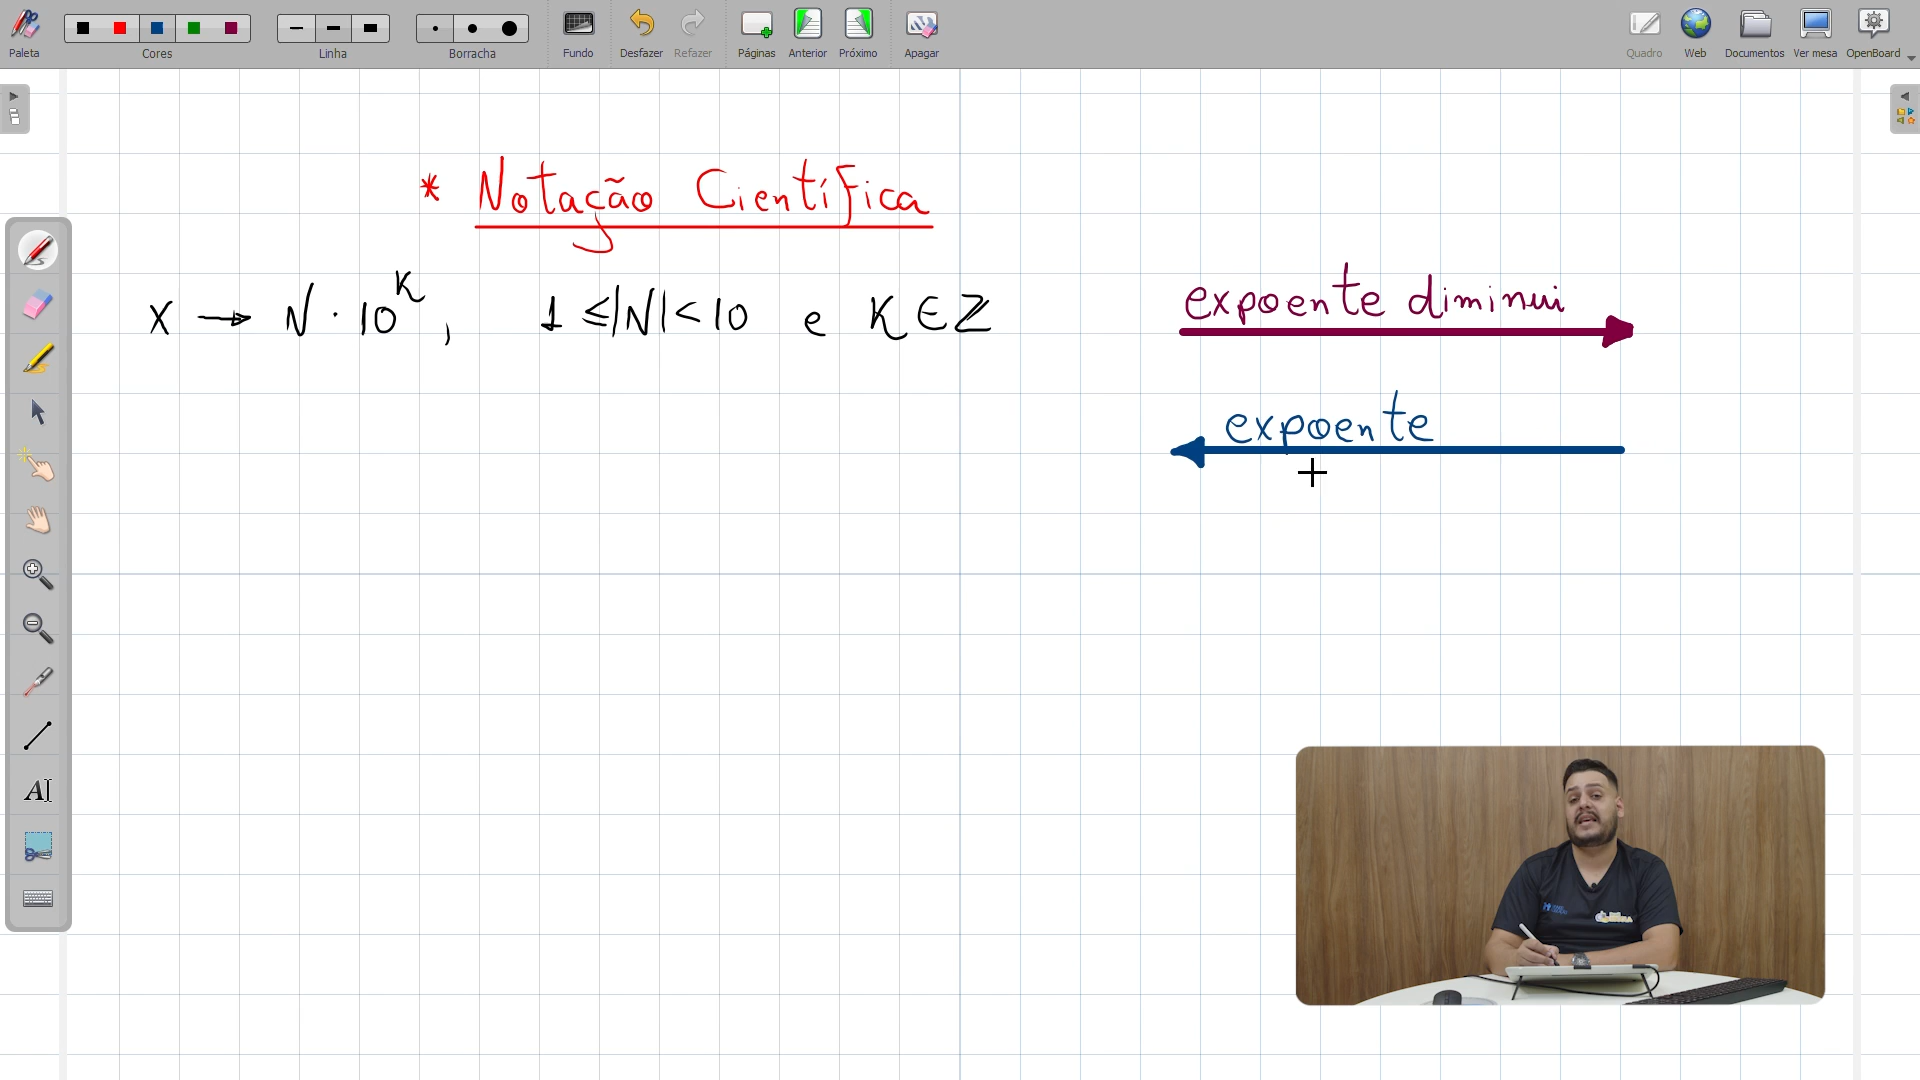 Paleta Cores Linha Borracha Fundo Desfazer Refazer Páginas Anterior Próximo Apagar Quadro Web Documentos Ver mesa OpenBoard
* Notação Científica
X → N · 10^K, 1 ≤ |N| < 10 e K ∈ Z
expoente diminui
expoente
AI